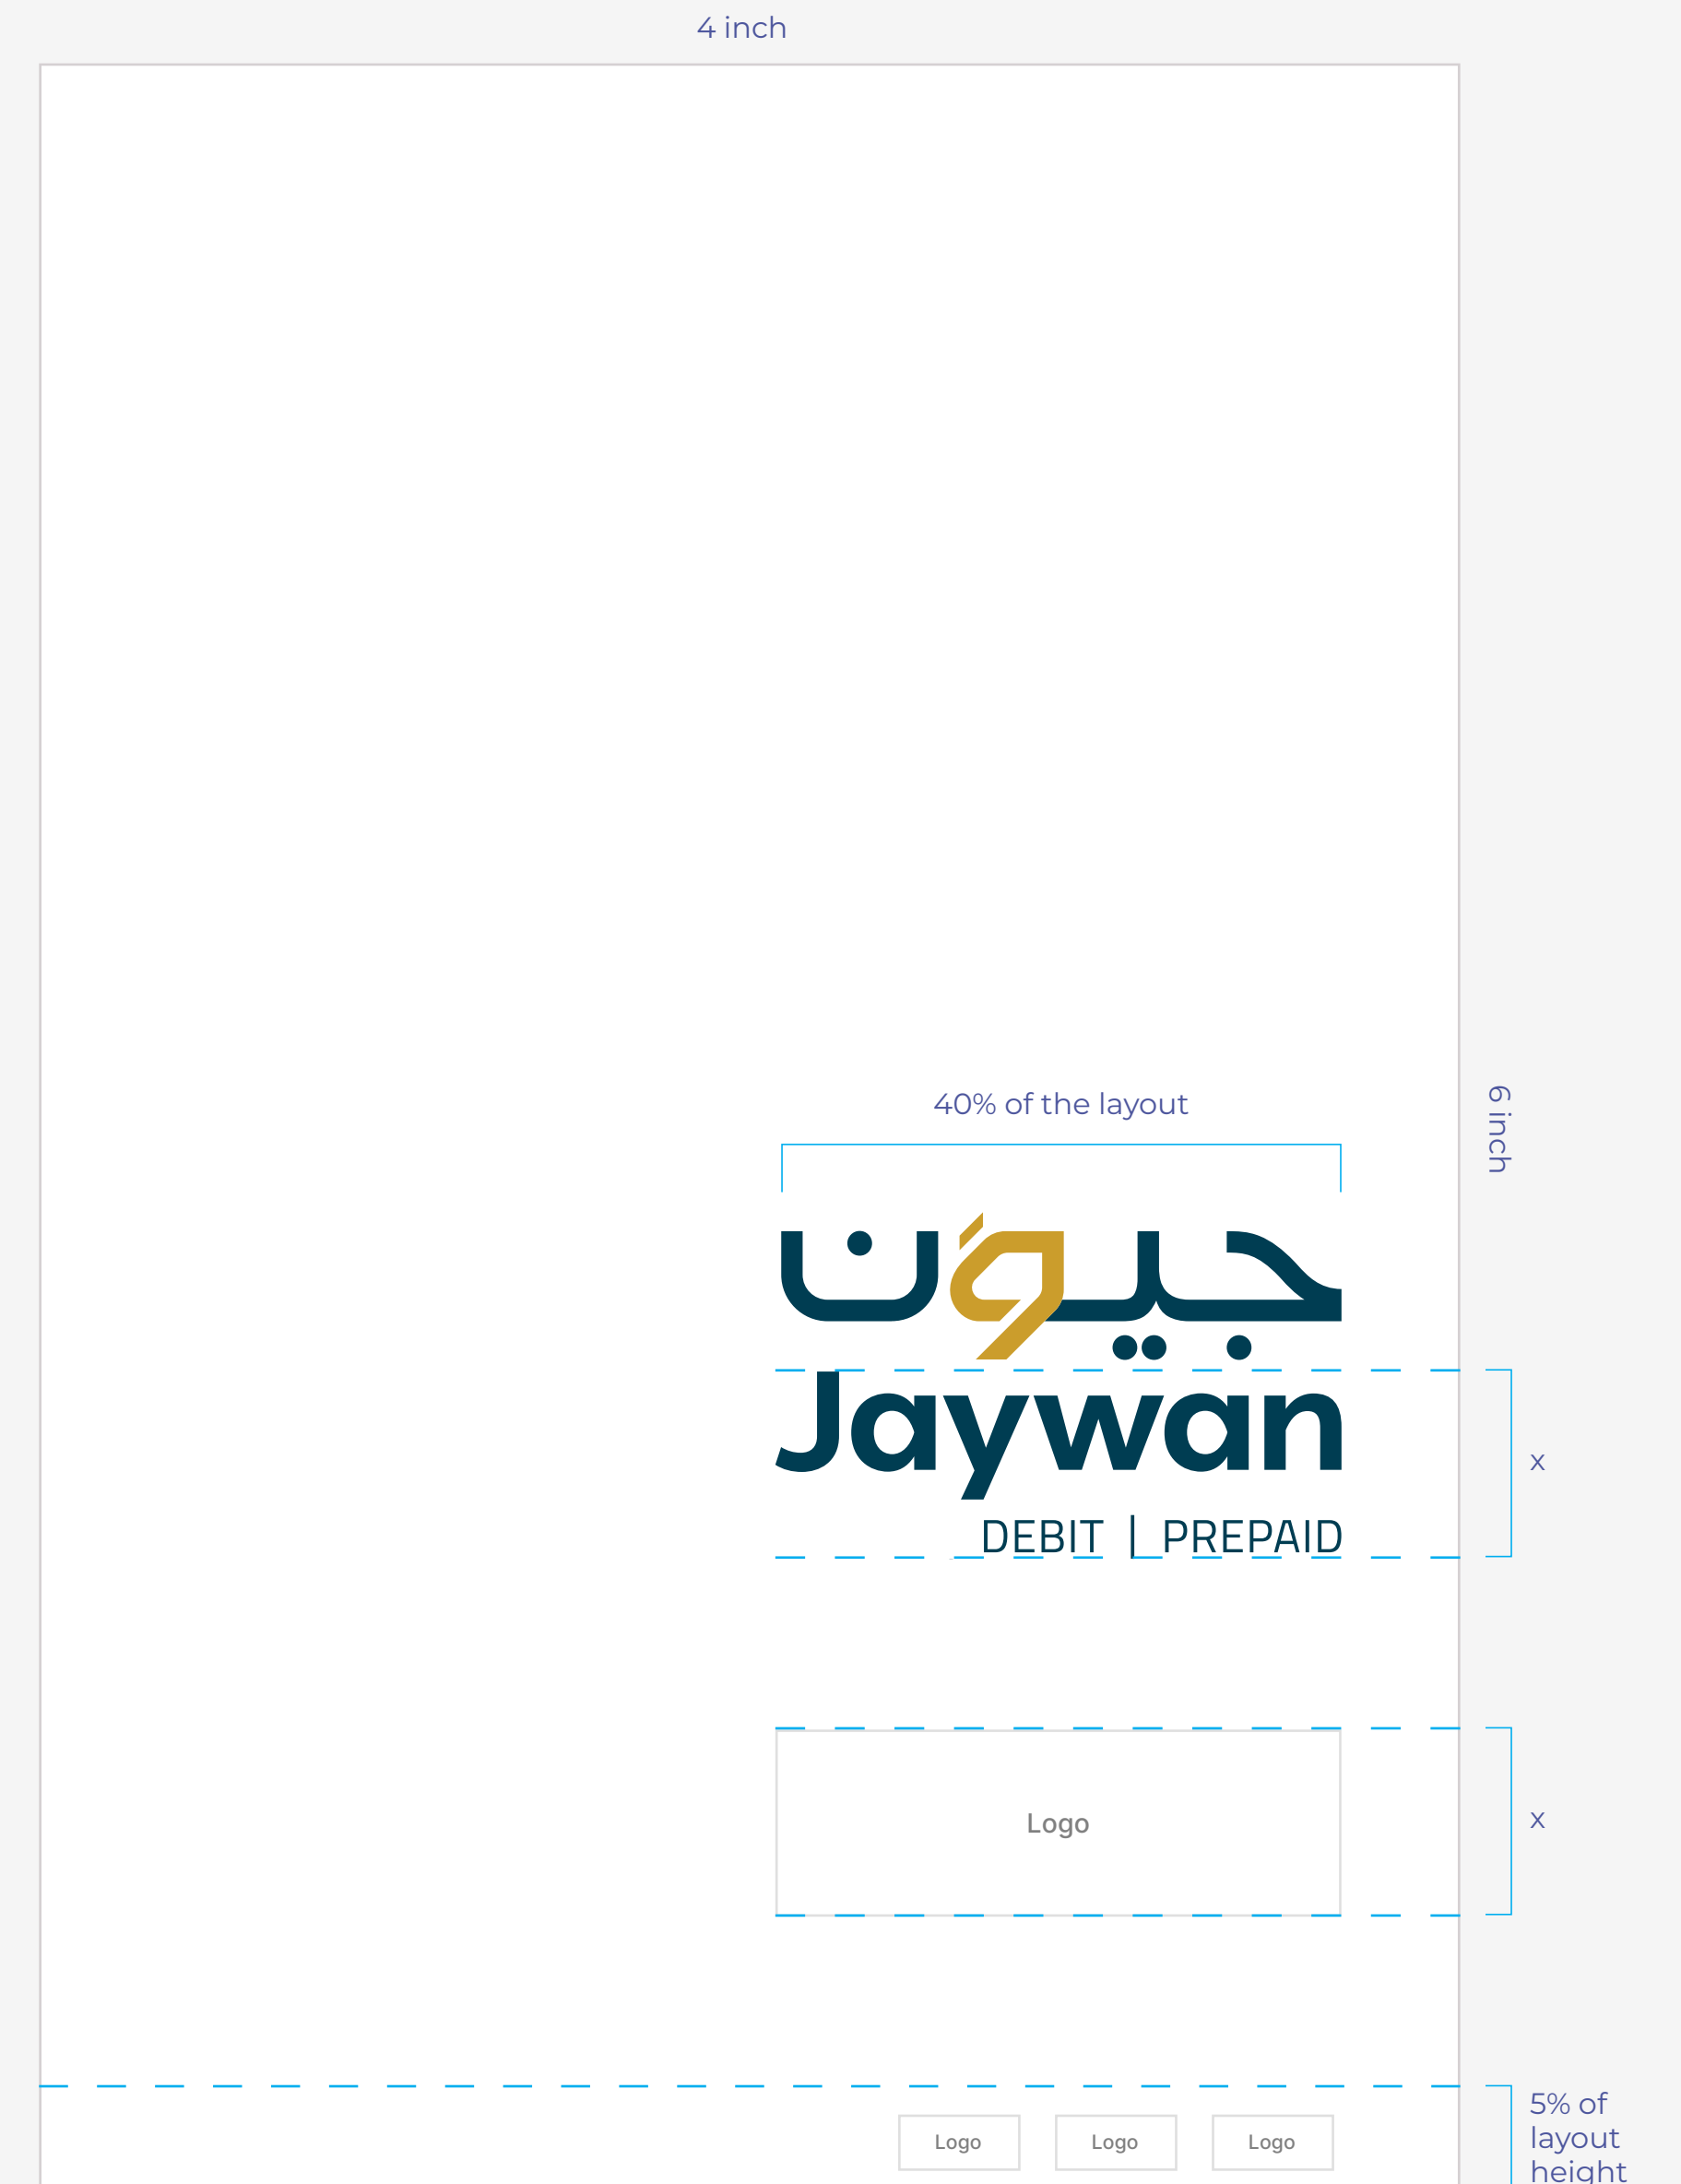 4 inch
40% of the layout
6 inch
جيون
Jaywan
DEBIT | PREPAID
x
Logo
x
5% of
layout
height
Logo Logo Logo